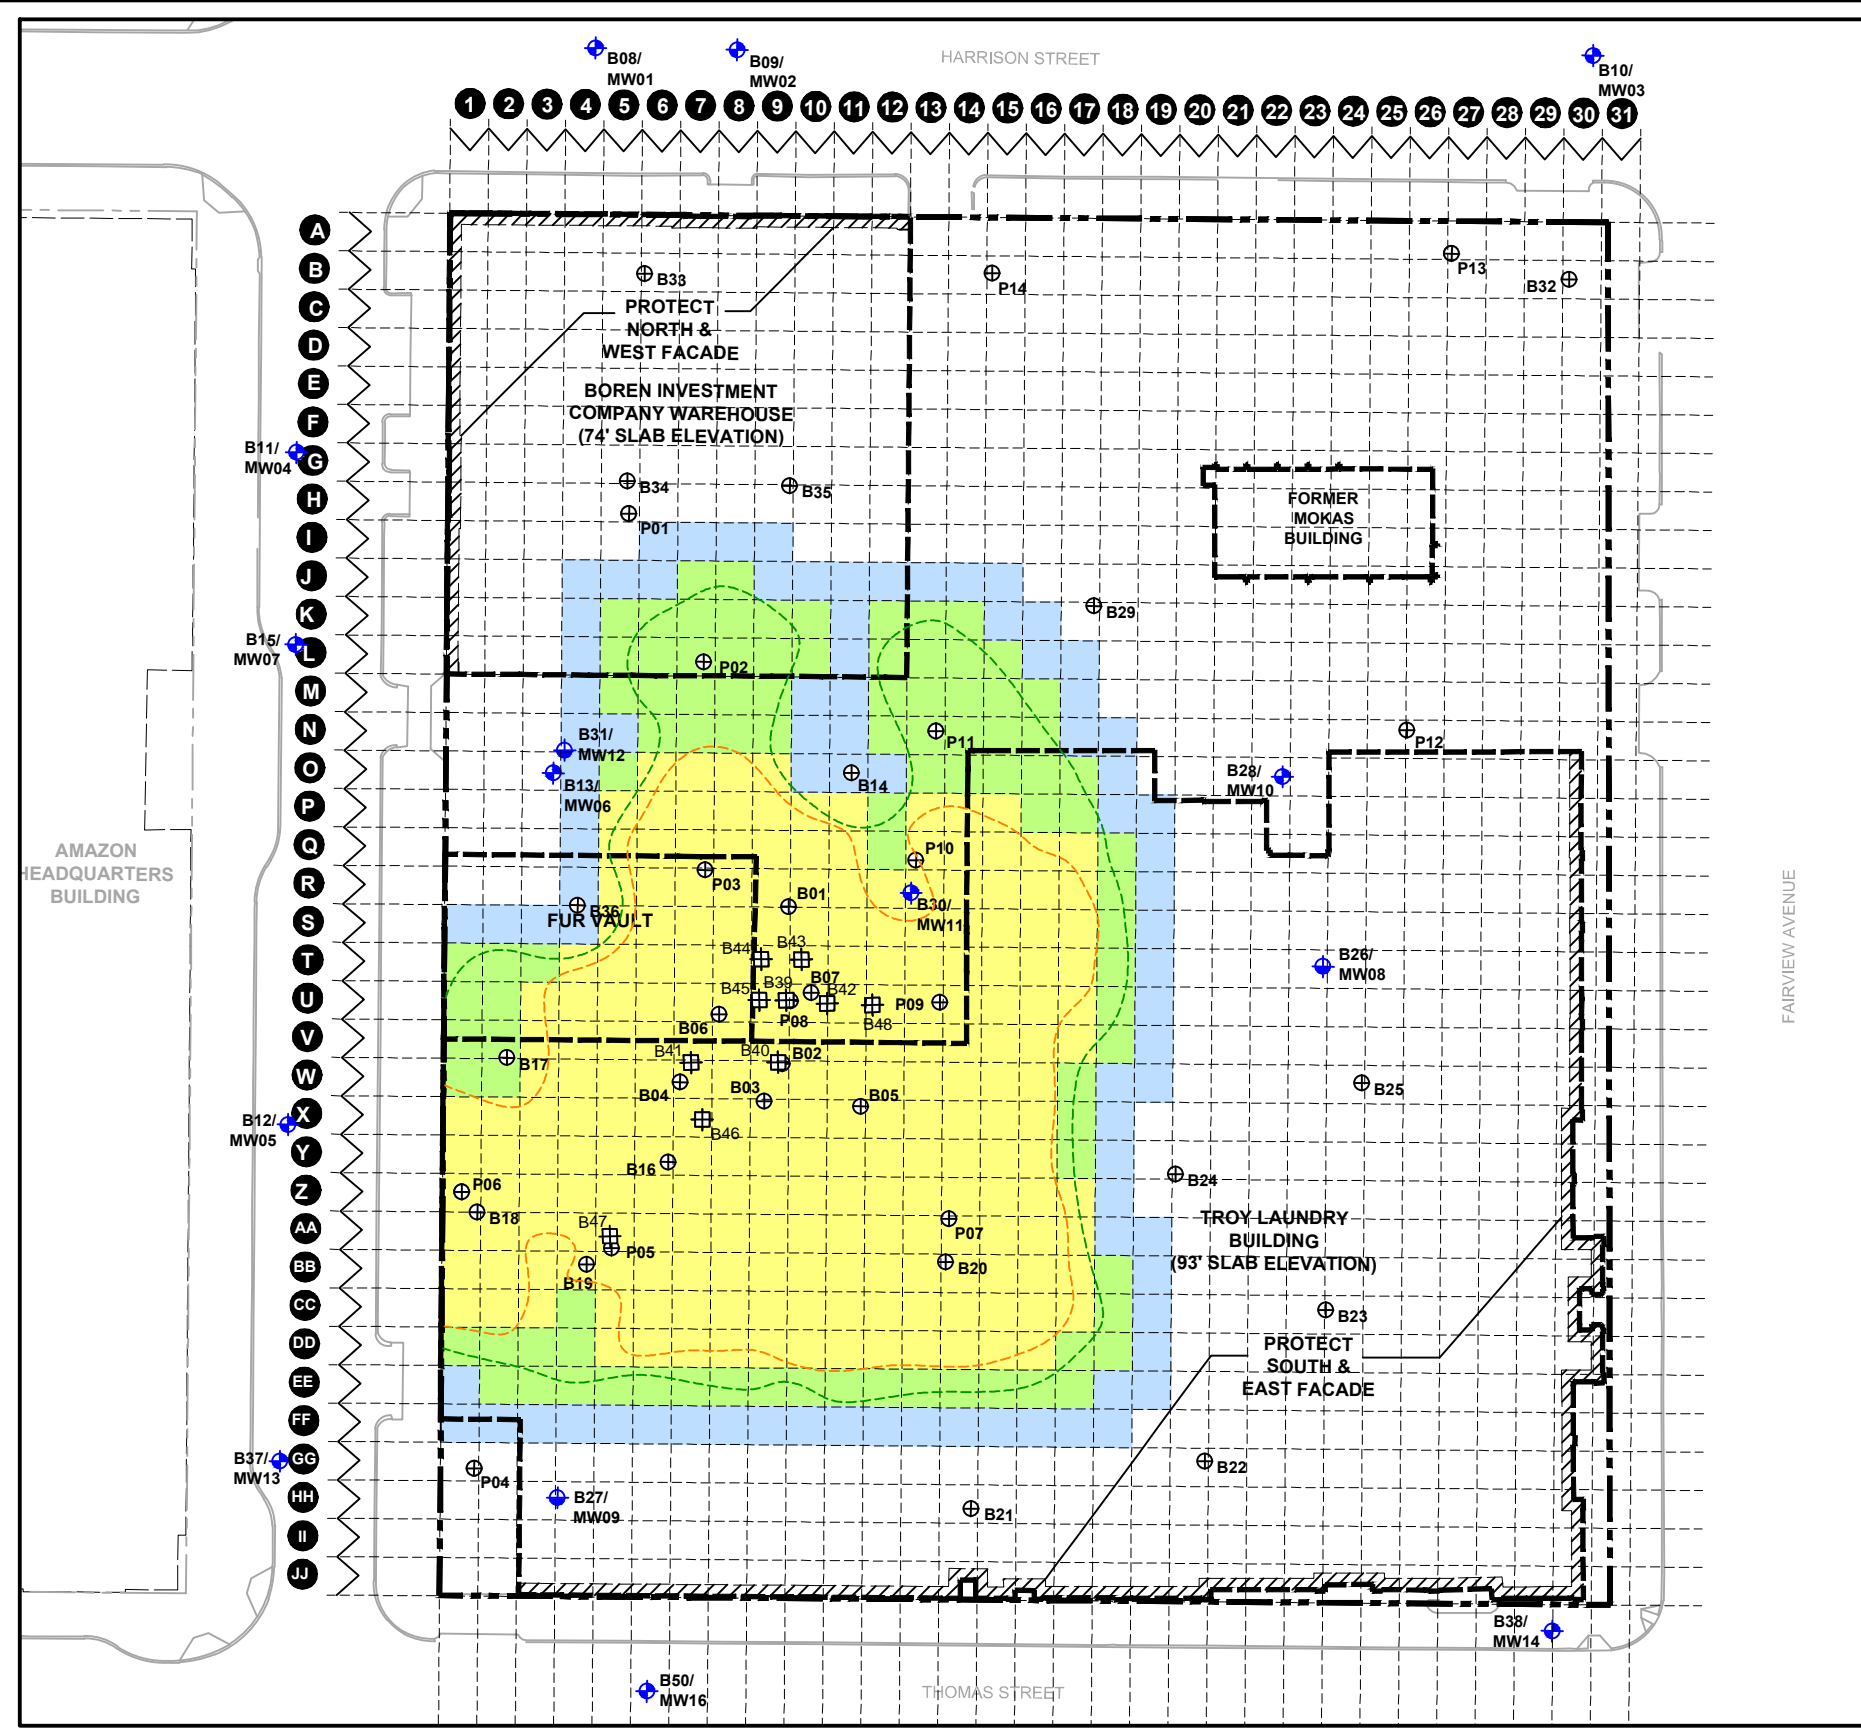 B08/
MW01
B09/
MW02
HARRISON STREET
B10/
MW03
1 2 3 4 5 6 7 8 9 10 11 12 13 14 15 16 17 18 19 20 21 22 23 24 25 26 27 28 29 30 31
A
B
C
D
E
F
G
H
I
J
K
L
M
N
O
P
Q
R
S
T
U
V
W
X
Y
Z
AA
BB
CC
DD
EE
FF
GG
HH
II
JJ
B33
P14
P13
B32
PROTECT
NORTH &
WEST FACADE
BOREN INVESTMENT
COMPANY WAREHOUSE
(74' SLAB ELEVATION)
B11/
MW04
B34
B35
P01
FORMER
MOKAS
BUILDING
B29
B15/
MW07
P02
B31/
MW12
P11
P12
B13/
MW06
B14
B28/
MW10
AMAZON
HEADQUARTERS
BUILDING
P10
P03
B01
B30/
MW11
B36
FUR VAULT
B44
B43
B26/
MW08
B45
B39
B07
B42
P09
P08
B48
B06
FAIRVIEW AVENUE
B17
B41
B40
B02
B04
B03
B05
B25
B12/
MW05
B46
B16
B24
P06
B18
B47
P05
P07
TROY LAUNDRY
BUILDING
(93' SLAB ELEVATION)
B19
B20
B23
PROTECT
SOUTH &
EAST FACADE
B37/
MW13
P04
B22
B27/
MW09
B21
B38/
MW14
B50/
MW16
THOMAS STREET